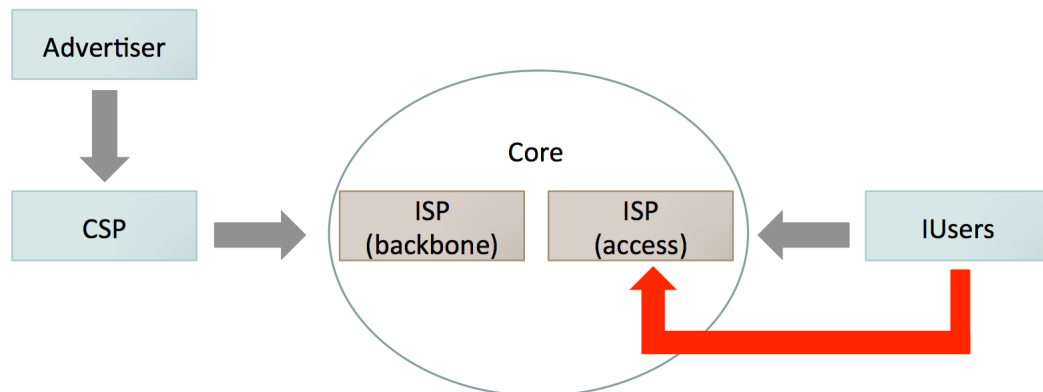 Advertiser
Core
CSP
ISP
(backbone)
ISP
(access)
IUsers